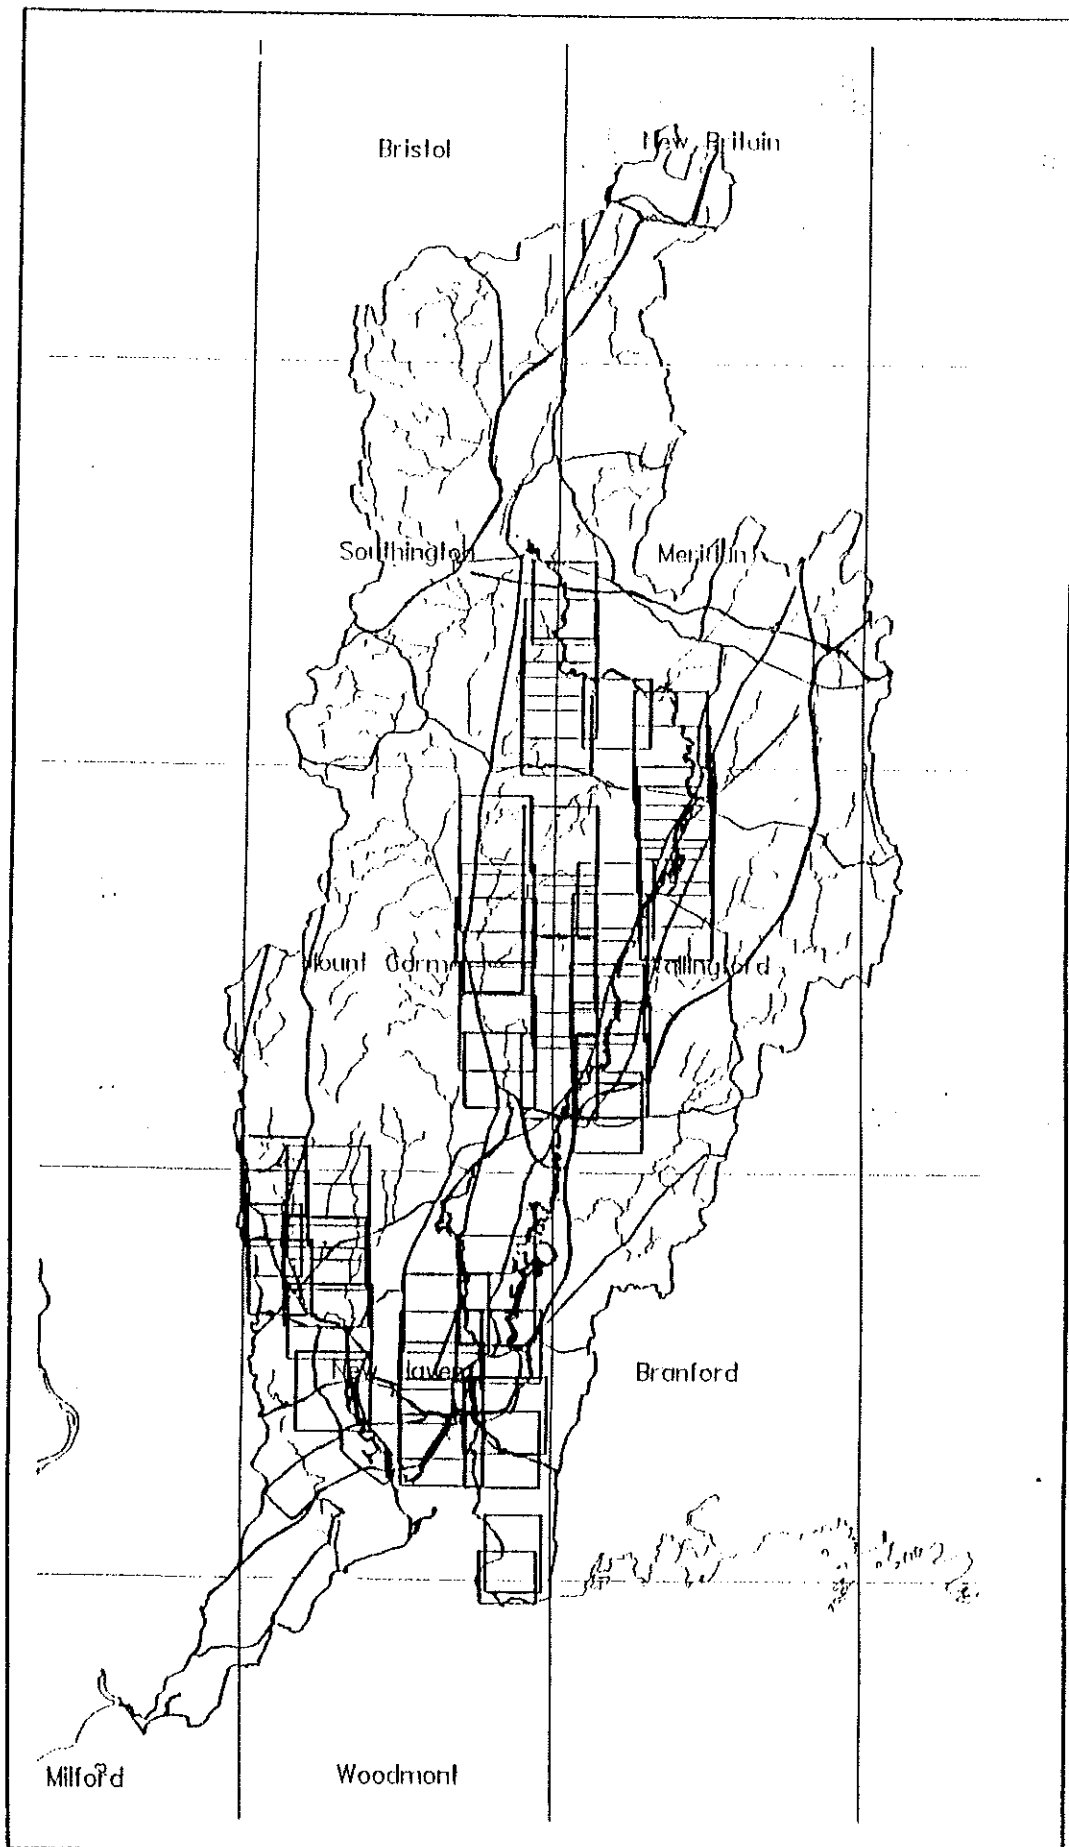 Bristol
New Britain
Southington
Meriden
Mount Carmel
Wallingford
New Haven
Branford
Milford
Woodmont